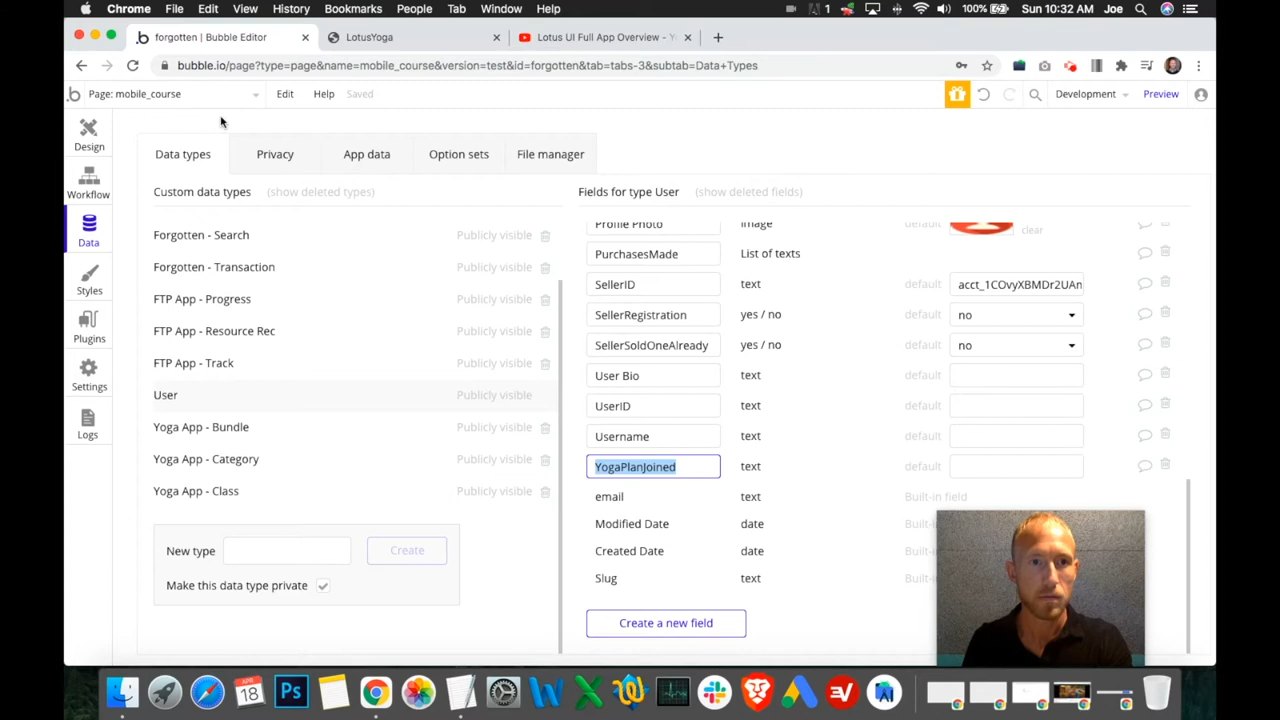 Chrome File Edit View History Bookmarks People Tab Window Help 1 100% Sun 10:32 AM Joe
forgotten | Bubble Editor LotusYoga Lotus UI Full App Overview - Y
bubble.io/page?type=page&name=mobile_course&version=test&id=forgotten&tab=tabs-3&subtab=Data+Types
Page: mobile_course Edit Help Saved Development Preview
Design
Workflow
Data
Styles
Plugins
Settings
Logs
Data types Privacy App data Option sets File manager
Custom data types (show deleted types)
Forgotten - Search Publicly visible
Forgotten - Transaction Publicly visible
FTP App - Progress Publicly visible
FTP App - Resource Rec Publicly visible
FTP App - Track Publicly visible
User Publicly visible
Yoga App - Bundle Publicly visible
Yoga App - Category Publicly visible
Yoga App - Class Publicly visible
New type Create
Make this data type private
Fields for type User (show deleted fields)
Profile Photo image default clear
PurchasesMade List of texts
SellerID text default acct_1COvyXBMDr2UAn
SellerRegistration yes / no default no
SellerSoldOneAlready yes / no default no
User Bio text default
UserID text default
Username text default
YogaPlanJoined text default
email text Built-in field
Modified Date date Built-i
Created Date date Built-i
Slug text Built-i
Create a new field
APR
18
Ps